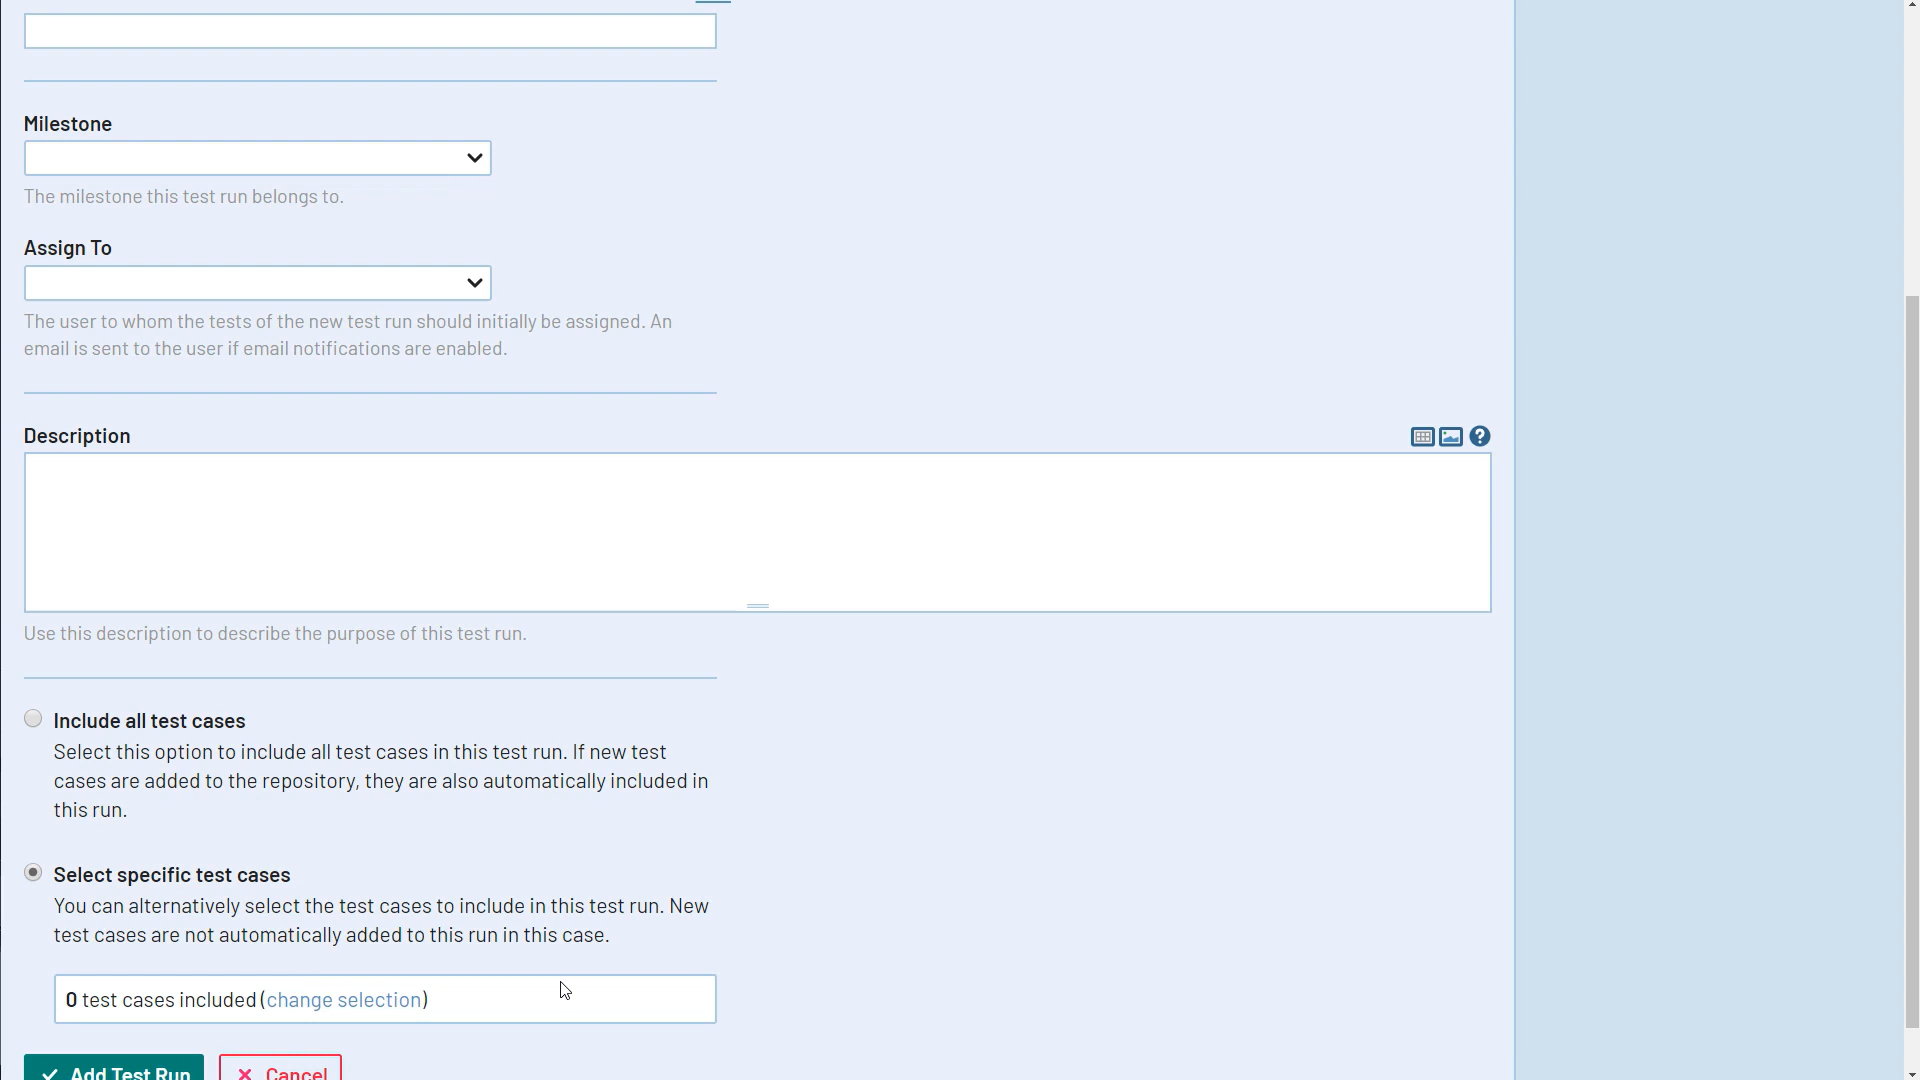 Milestone
The milestone this test run belongs to.
Assign To
The user to whom the tests of the new test run should initially be assigned. An
email is sent to the user if email notifications are enabled.
Description
Use this description to describe the purpose of this test run.
Include all test cases
Select this option to include all test cases in this test run. If new test
cases are added to the repository, they are also automatically included in
this run.
Select specific test cases
You can alternatively select the test cases to include in this test run. New
test cases are not automatically added to this run in this case.
0 test cases included (change selection)
Add Test Run Cancel